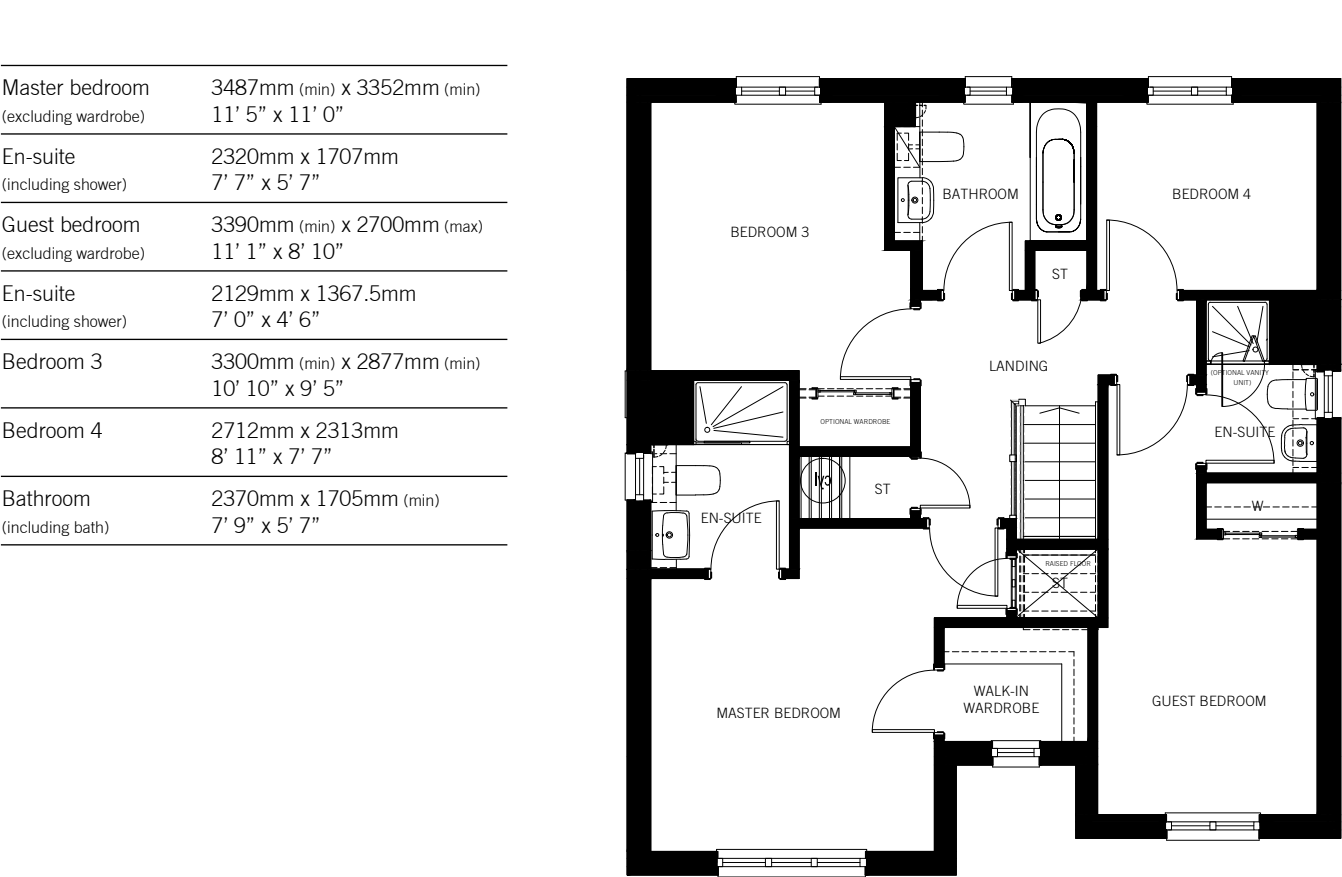 Master bedroom 3487mm (min) x 3352mm (min)
(excluding wardrobe) 11’ 5” x 11’ 0”
En-suite 2320mm x 1707mm
(including shower) 7’ 7” x 5’ 7”
Guest bedroom 3390mm (min) x 2700mm (max)
(excluding wardrobe) 11’ 1” x 8’ 10”
En-suite 2129mm x 1367.5mm
(including shower) 7’ 0” x 4’ 6”
Bedroom 3 3300mm (min) x 2877mm (min)
10’ 10” x 9’ 5”
Bedroom 4 2712mm x 2313mm
8’ 11” x 7’ 7”
Bathroom 2370mm x 1705mm (min)
(including bath) 7’ 9” x 5’ 7”
BEDROOM 3
BATHROOM
BEDROOM 4
ST
LANDING
(OPTIONAL VANITY
UNIT)
OPTIONAL WARDROBE
EN-SUITE
cyl
ST
W
EN-SUITE
RAISED FLOOR
ST
WALK-IN
WARDROBE
MASTER BEDROOM
GUEST BEDROOM